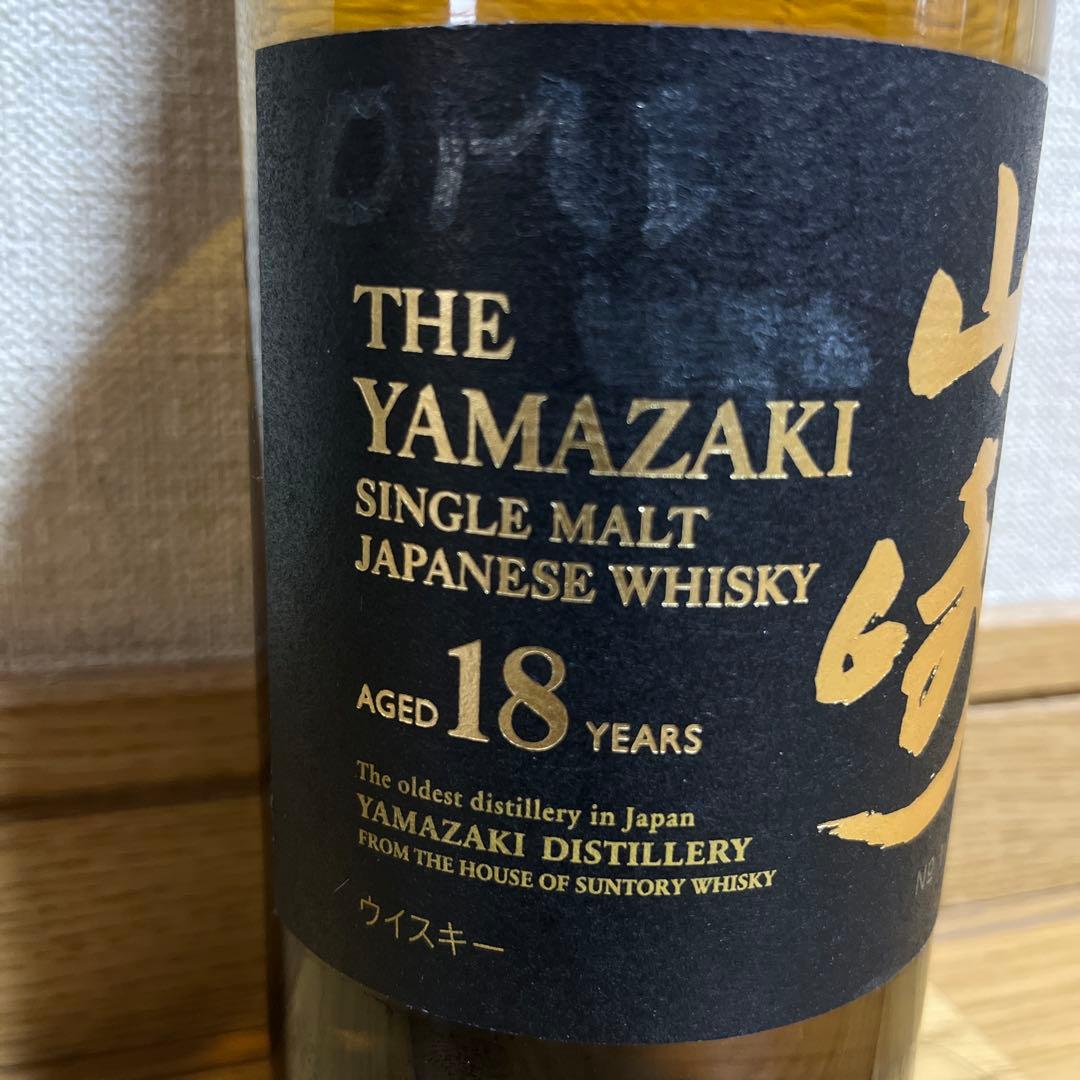 THE
YAMAZAKI
SINGLE MALT
JAPANESE WHISKY
AGED 18 YEARS
The oldest distillery in Japan
YAMAZAKI DISTILLERY
FROM THE HOUSE OF SUNTORY WHISKY
ウイスキー
山崎